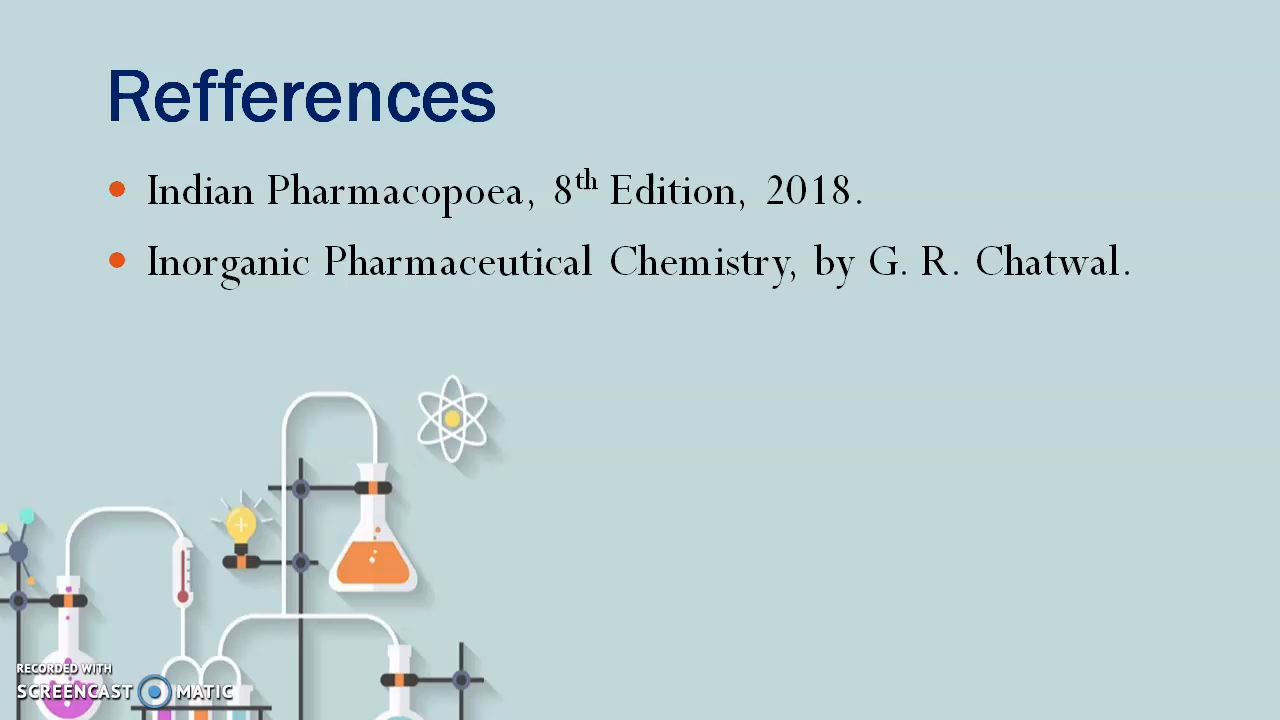 Refferences
• Indian Pharmacopoea, 8th Edition, 2018.
• Inorganic Pharmaceutical Chemistry, by G. R. Chatwal.
RECORDED WITH
SCREENCAST MATIC